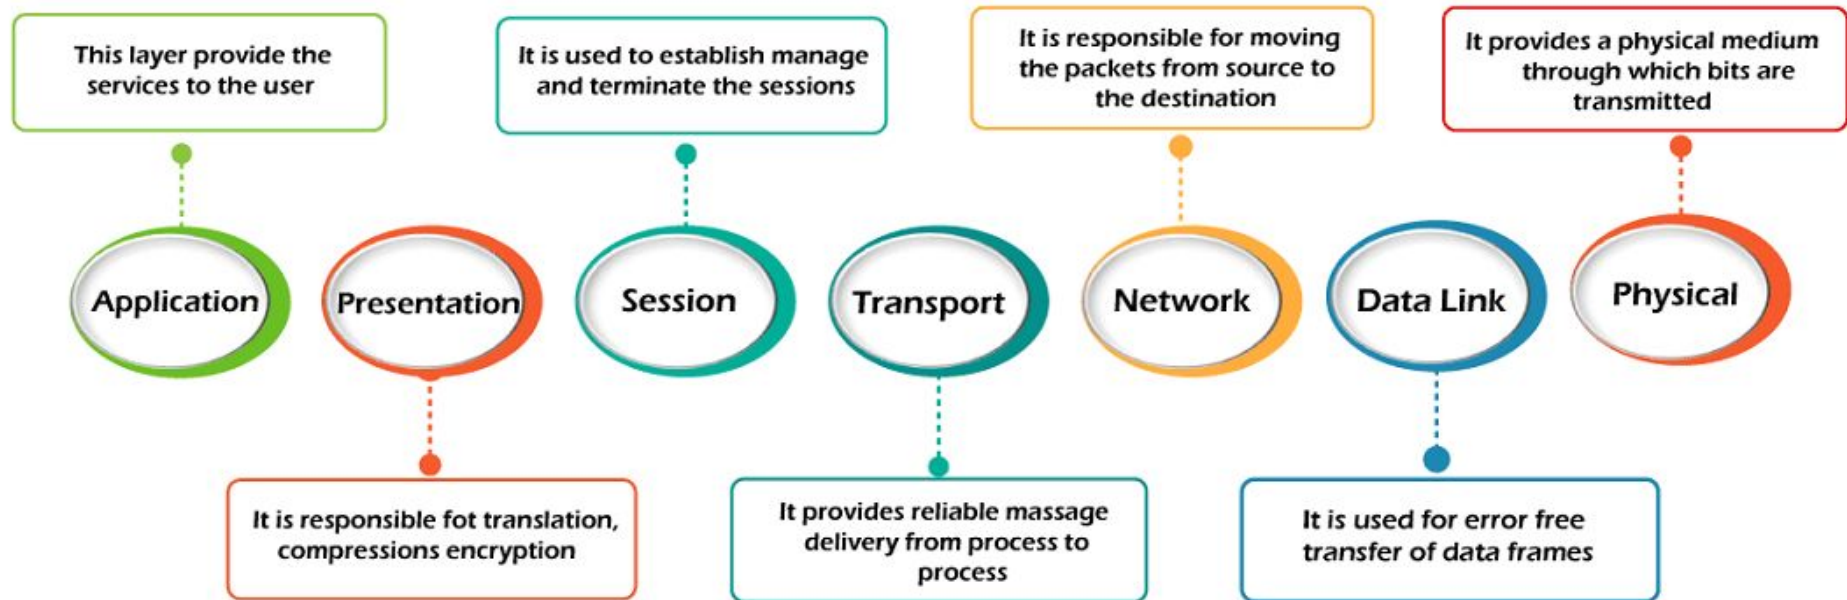 This layer provide the
services to the user
It is used to establish manage
and terminate the sessions
It is responsible for moving
the packets from source to
the destination
It provides a physical medium
through which bits are
transmitted
Application
Presentation
Session
Transport
Network
Data Link
Physical
It is responsible fot translation,
compressions encryption
It provides reliable massage
delivery from process to
process
It is used for error free
transfer of data frames